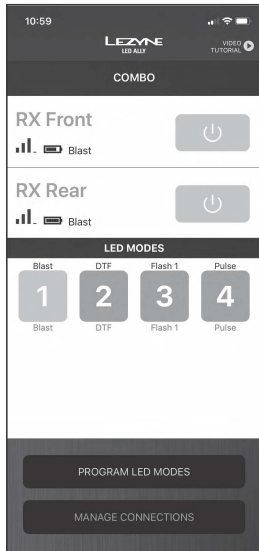 10:59
LEZYNE
LED ALLY
VIDEO
TUTORIAL
COMBO
RX Front
Blast
RX Rear
Blast
LED MODES
Blast DTF Flash 1 Pulse
1 2 3 4
Blast DTF Flash 1 Pulse
PROGRAM LED MODES
MANAGE CONNECTIONS